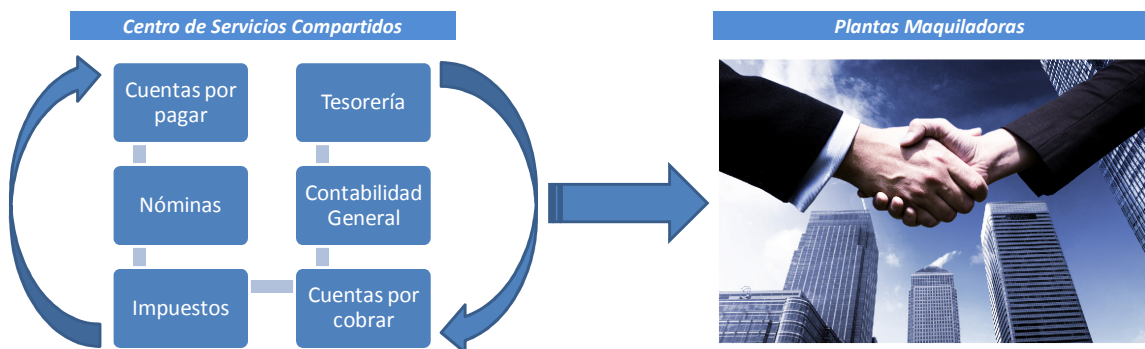 Centro de Servicios Compartidos
Plantas Maquiladoras
Cuentas por
pagar
Tesorería
Nóminas
Contabilidad
General
Impuestos
Cuentas por
cobrar